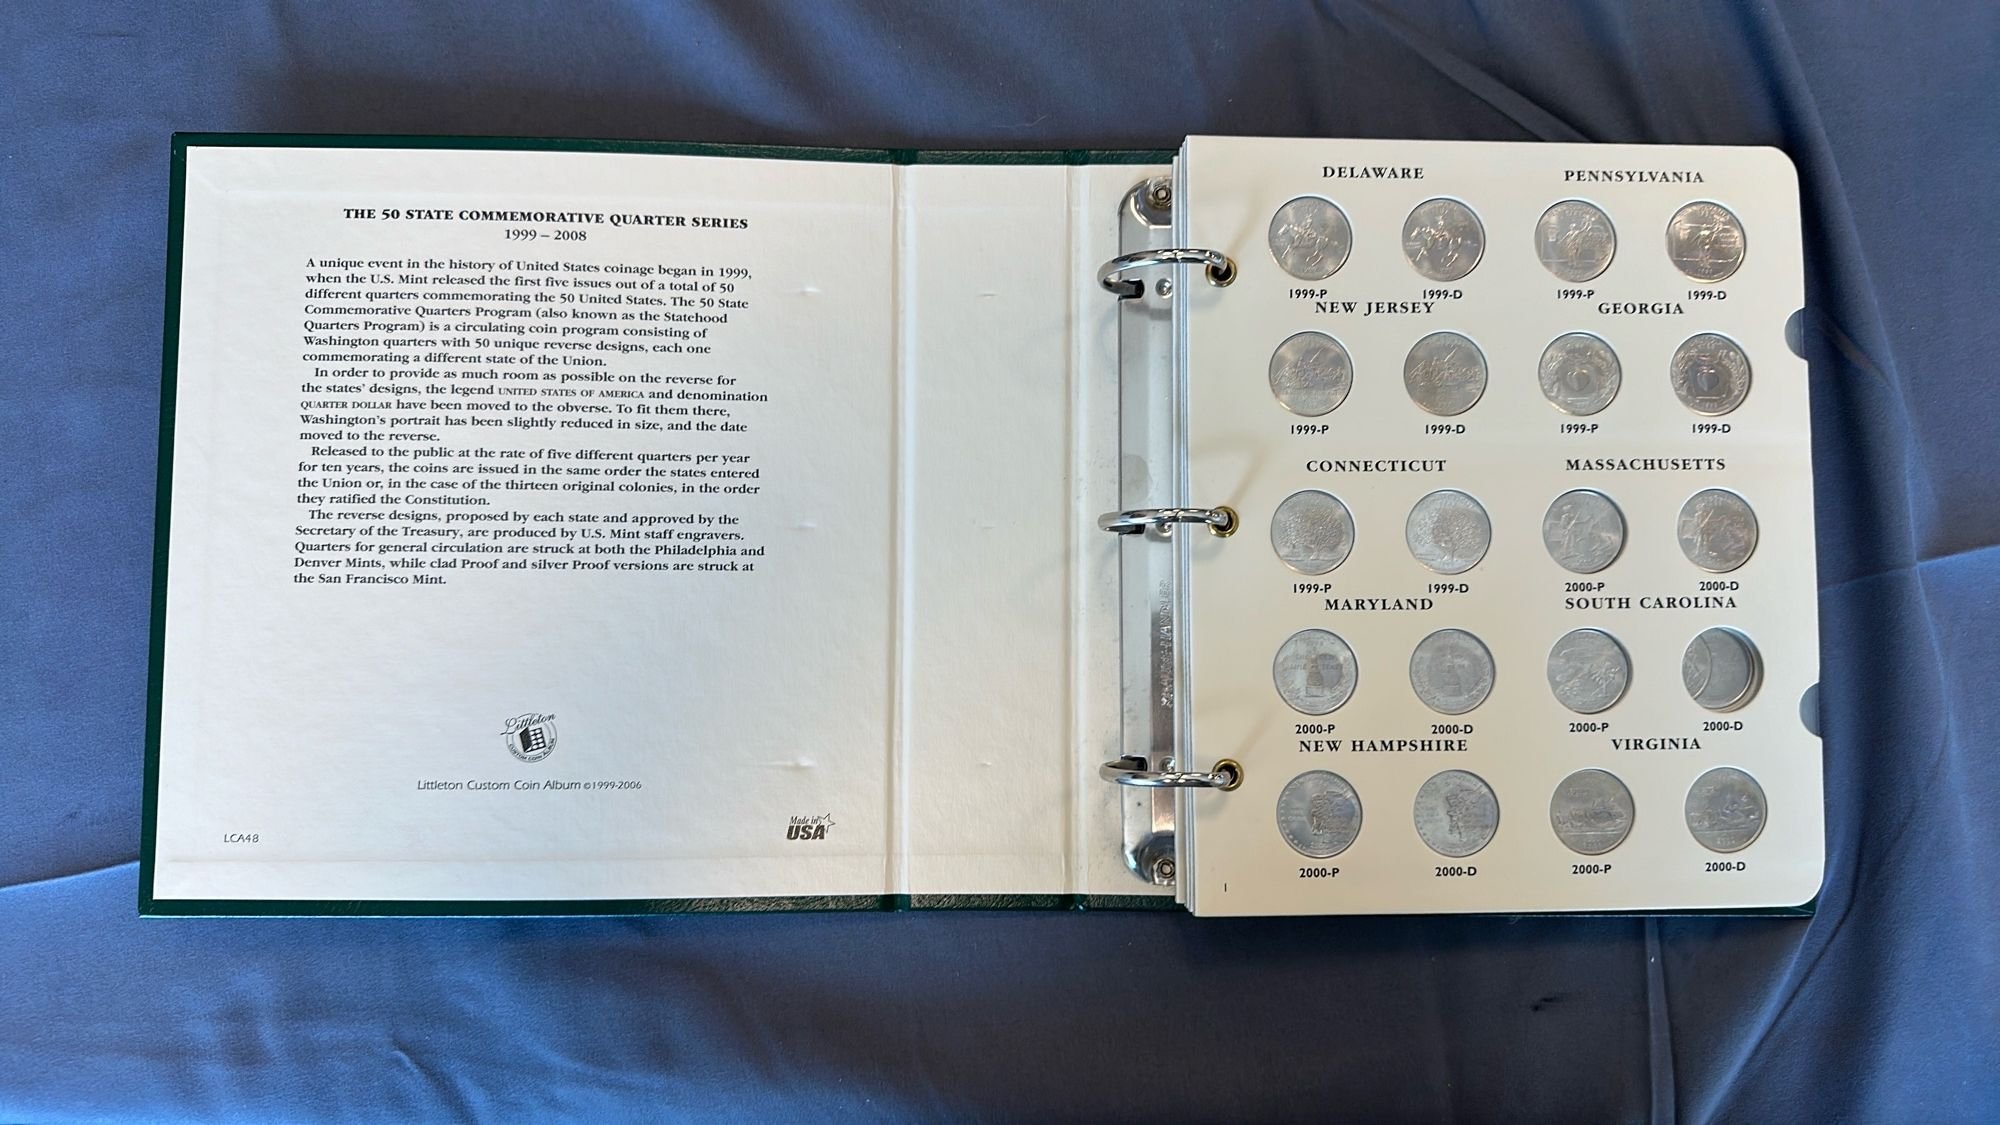 THE 50 STATE COMMEMORATIVE QUARTER SERIES
1999 – 2008
A unique event in the history of United States coinage began in 1999,
when the U.S. Mint released the first five issues out of a total of 50
different quarters commemorating the 50 United States. The 50 State
Commemorative Quarters Program (also known as the Statehood
Quarters Program) is a circulating coin program consisting of
Washington quarters with 50 unique reverse designs, each one
commemorating a different state of the Union.
In order to provide as much room as possible on the reverse for
the states' designs, the legend UNITED STATES OF AMERICA and denomination
QUARTER DOLLAR have been moved to the obverse. To fit them there,
Washington's portrait has been slightly reduced in size, and the date
moved to the reverse.
Released to the public at the rate of five different quarters per year
for ten years, the coins are issued in the same order the states entered
the Union or, in the case of the thirteen original colonies, in the order
they ratified the Constitution.
The reverse designs, proposed by each state and approved by the
Secretary of the Treasury, are produced by U.S. Mint staff engravers.
Quarters for general circulation are struck at both the Philadelphia and
Denver Mints, while clad Proof and silver Proof versions are struck at
the San Francisco Mint.
Littleton
CUSTOM COIN ALBUM
Littleton Custom Coin Album ©1999-2006
Made in
USA
LCA48
DELAWARE PENNSYLVANIA
1999-P 1999-D 1999-P 1999-D
NEW JERSEY GEORGIA
1999-P 1999-D 1999-P 1999-D
CONNECTICUT MASSACHUSETTS
1999-P 1999-D 2000-P 2000-D
MARYLAND SOUTH CAROLINA
2000-P 2000-D 2000-P 2000-D
NEW HAMPSHIRE VIRGINIA
2000-P 2000-D 2000-P 2000-D
1